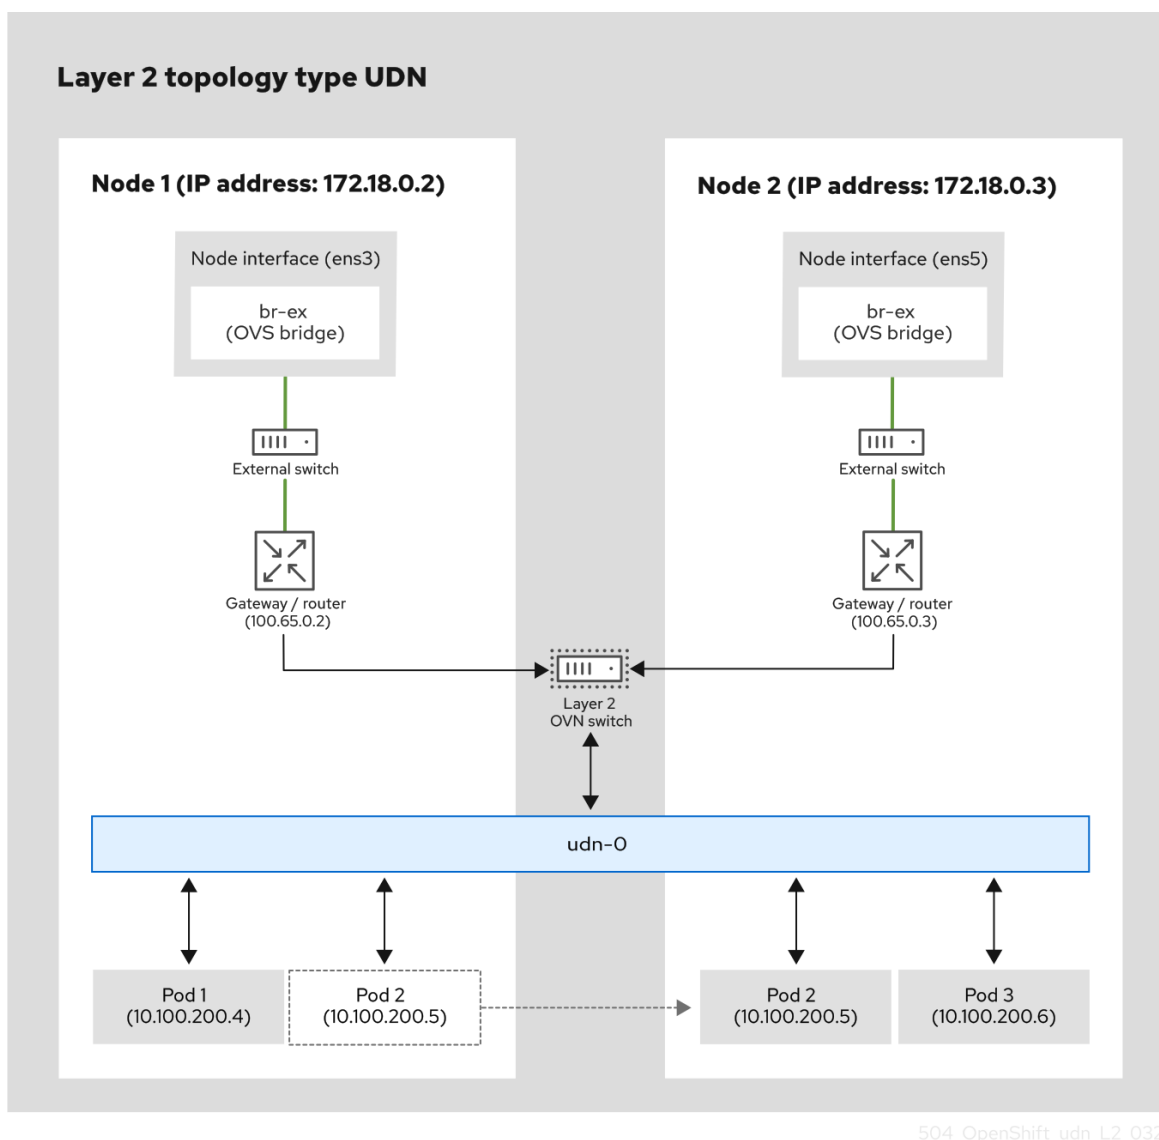 Layer 2 topology type UDN
Node 1 (IP address: 172.18.0.2)
Node interface (ens3)
br-ex
(OVS bridge)
External switch
Gateway / router
(100.65.0.2)
Node 2 (IP address: 172.18.0.3)
Node interface (ens5)
br-ex
(OVS bridge)
External switch
Gateway / router
(100.65.0.3)
Layer 2
OVN switch
udn-0
Pod 1
(10.100.200.4)
Pod 2
(10.100.200.5)
Pod 2
(10.100.200.5)
Pod 3
(10.100.200.6)
504_OpenShift_udn_L2_032